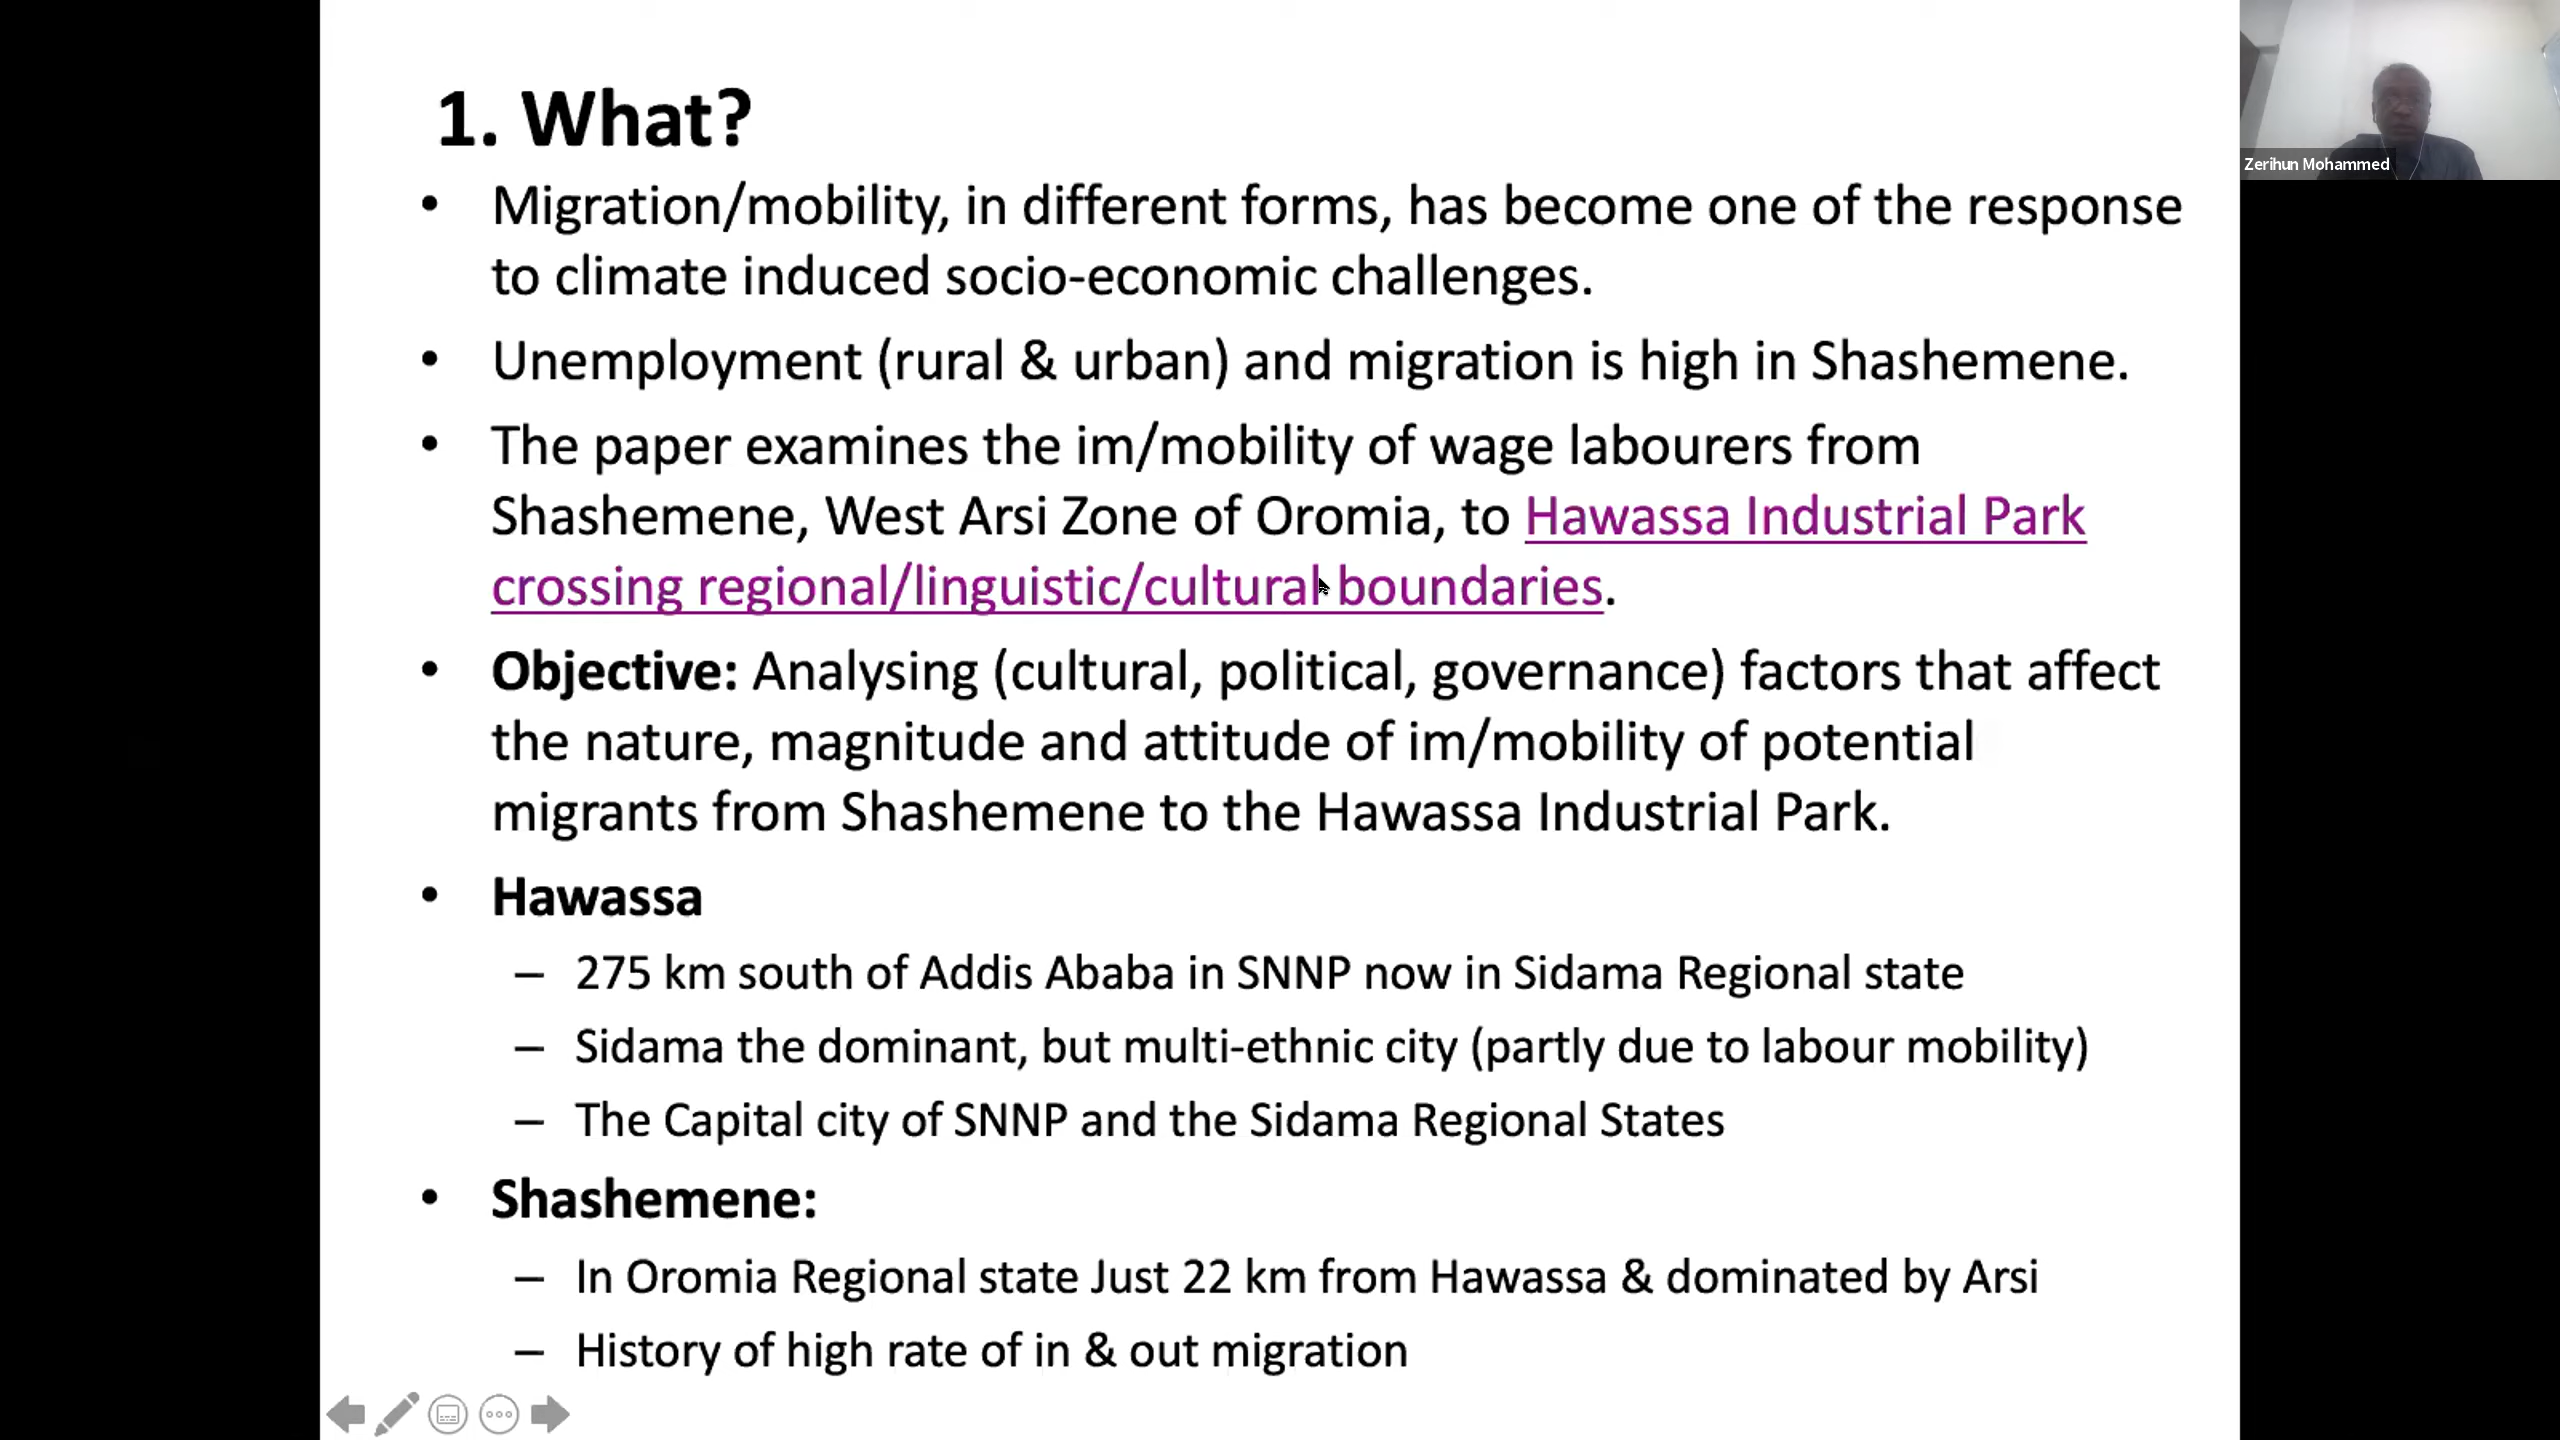 1. What?
• Migration/mobility, in different forms, has become one of the response
to climate induced socio-economic challenges.
• Unemployment (rural & urban) and migration is high in Shashemene.
• The paper examines the im/mobility of wage labourers from
Shashemene, West Arsi Zone of Oromia, to Hawassa Industrial Park
crossing regional/linguistic/cultural boundaries.
• Objective: Analysing (cultural, political, governance) factors that affect
the nature, magnitude and attitude of im/mobility of potential
migrants from Shashemene to the Hawassa Industrial Park.
• Hawassa
– 275 km south of Addis Ababa in SNNP now in Sidama Regional state
– Sidama the dominant, but multi-ethnic city (partly due to labour mobility)
– The Capital city of SNNP and the Sidama Regional States
• Shashemene:
– In Oromia Regional state Just 22 km from Hawassa & dominated by Arsi
– History of high rate of in & out migration
Zerihun Mohammed